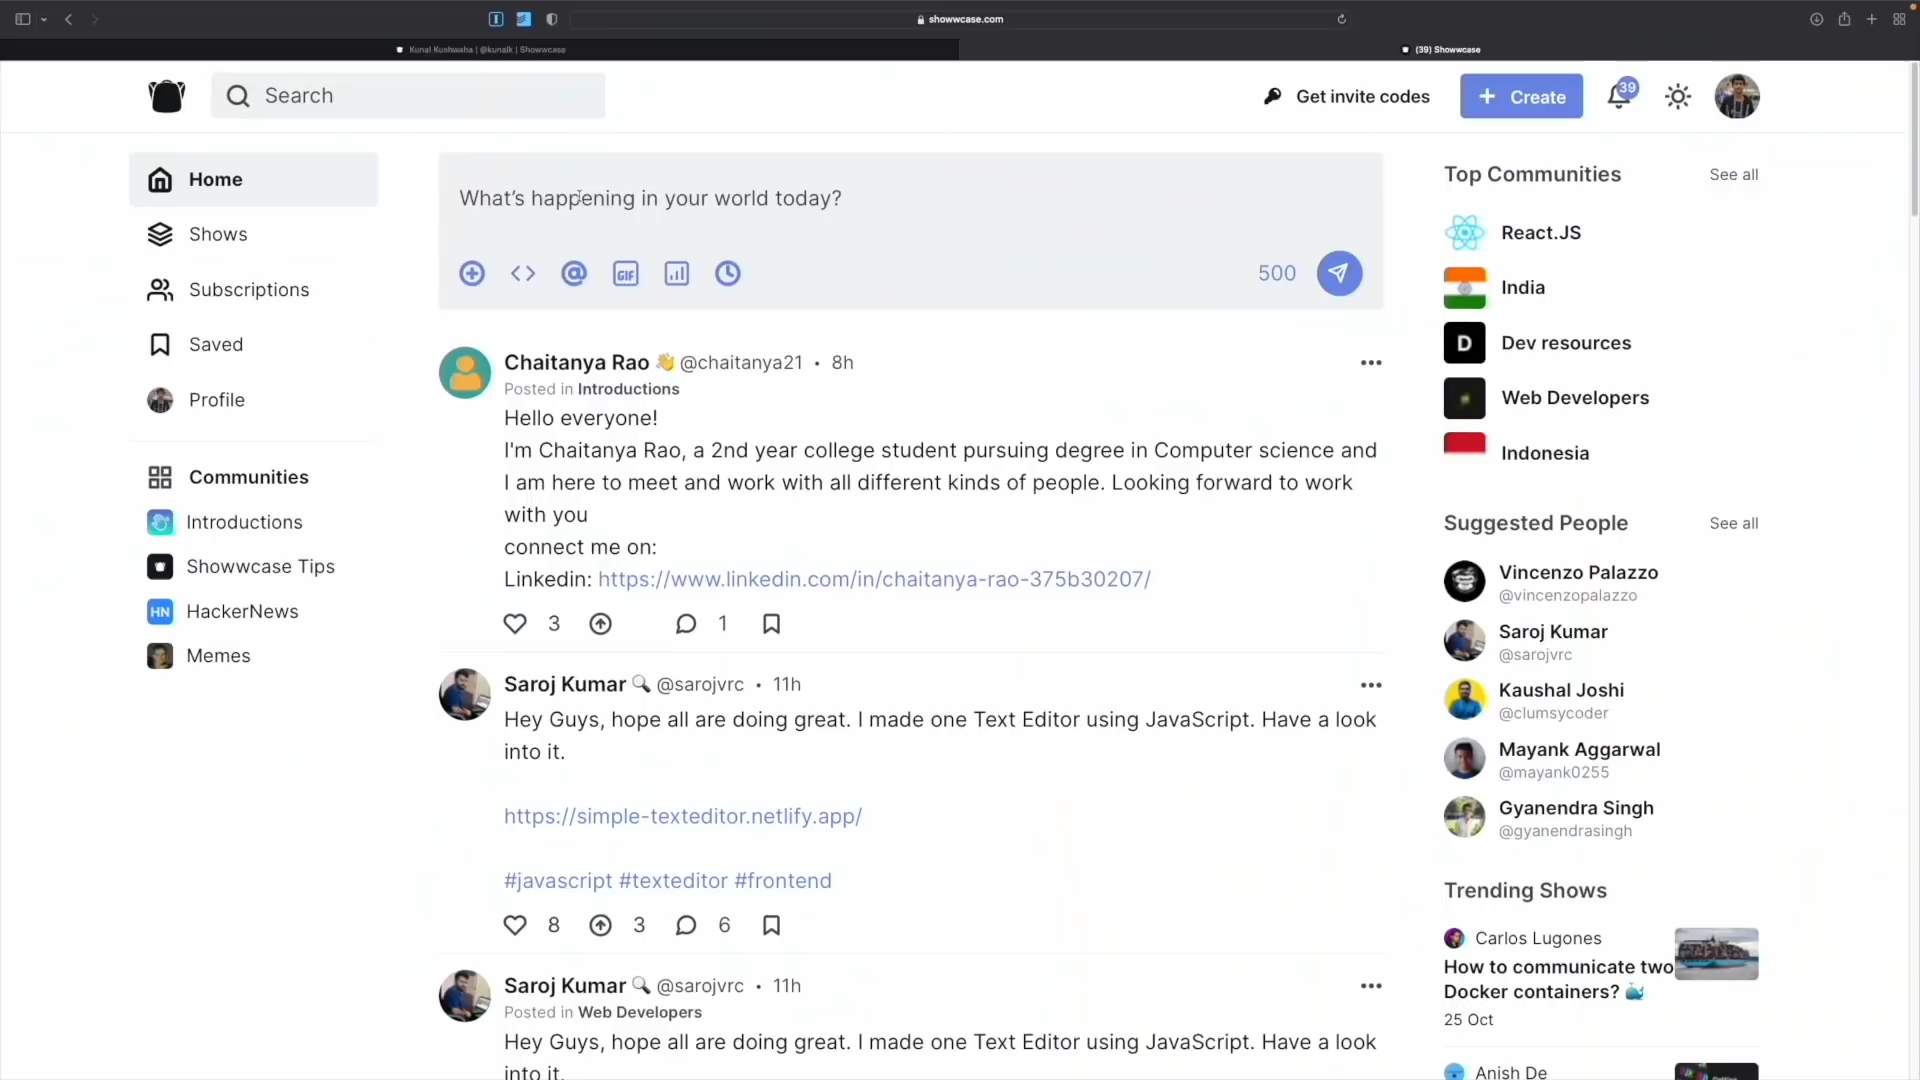 showwcase.com
Kunal Kushwaha | @kunalk | Showwcase
(39) Showwcase
Search
Get invite codes
+ Create
39
Home
Shows
Subscriptions
Saved
Profile
Communities
Introductions
Showwcase Tips
HN HackerNews
Memes
What's happening in your world today?
GIF
500
Chaitanya Rao 👋 @chaitanya21 • 8h
Posted in Introductions
Hello everyone!
I'm Chaitanya Rao, a 2nd year college student pursuing degree in Computer science and
I am here to meet and work with all different kinds of people. Looking forward to work
with you
connect me on:
Linkedin: https://www.linkedin.com/in/chaitanya-rao-375b30207/
3
1
Saroj Kumar 🔍 @sarojvrc • 11h
Hey Guys, hope all are doing great. I made one Text Editor using JavaScript. Have a look
into it.
https://simple-texteditor.netlify.app/
#javascript #texteditor #frontend
8
3
6
Saroj Kumar 🔍 @sarojvrc • 11h
Posted in Web Developers
Hey Guys, hope all are doing great. I made one Text Editor using JavaScript. Have a look
into it.
Top Communities
See all
React.JS
India
D Dev resources
Web Developers
Indonesia
Suggested People
See all
Vincenzo Palazzo
@vincenzopalazzo
Saroj Kumar
@sarojvrc
Kaushal Joshi
@clumsycoder
Mayank Aggarwal
@mayank0255
Gyanendra Singh
@gyanendrasingh
Trending Shows
Carlos Lugones
How to communicate two
Docker containers? 🐳
25 Oct
Anish De